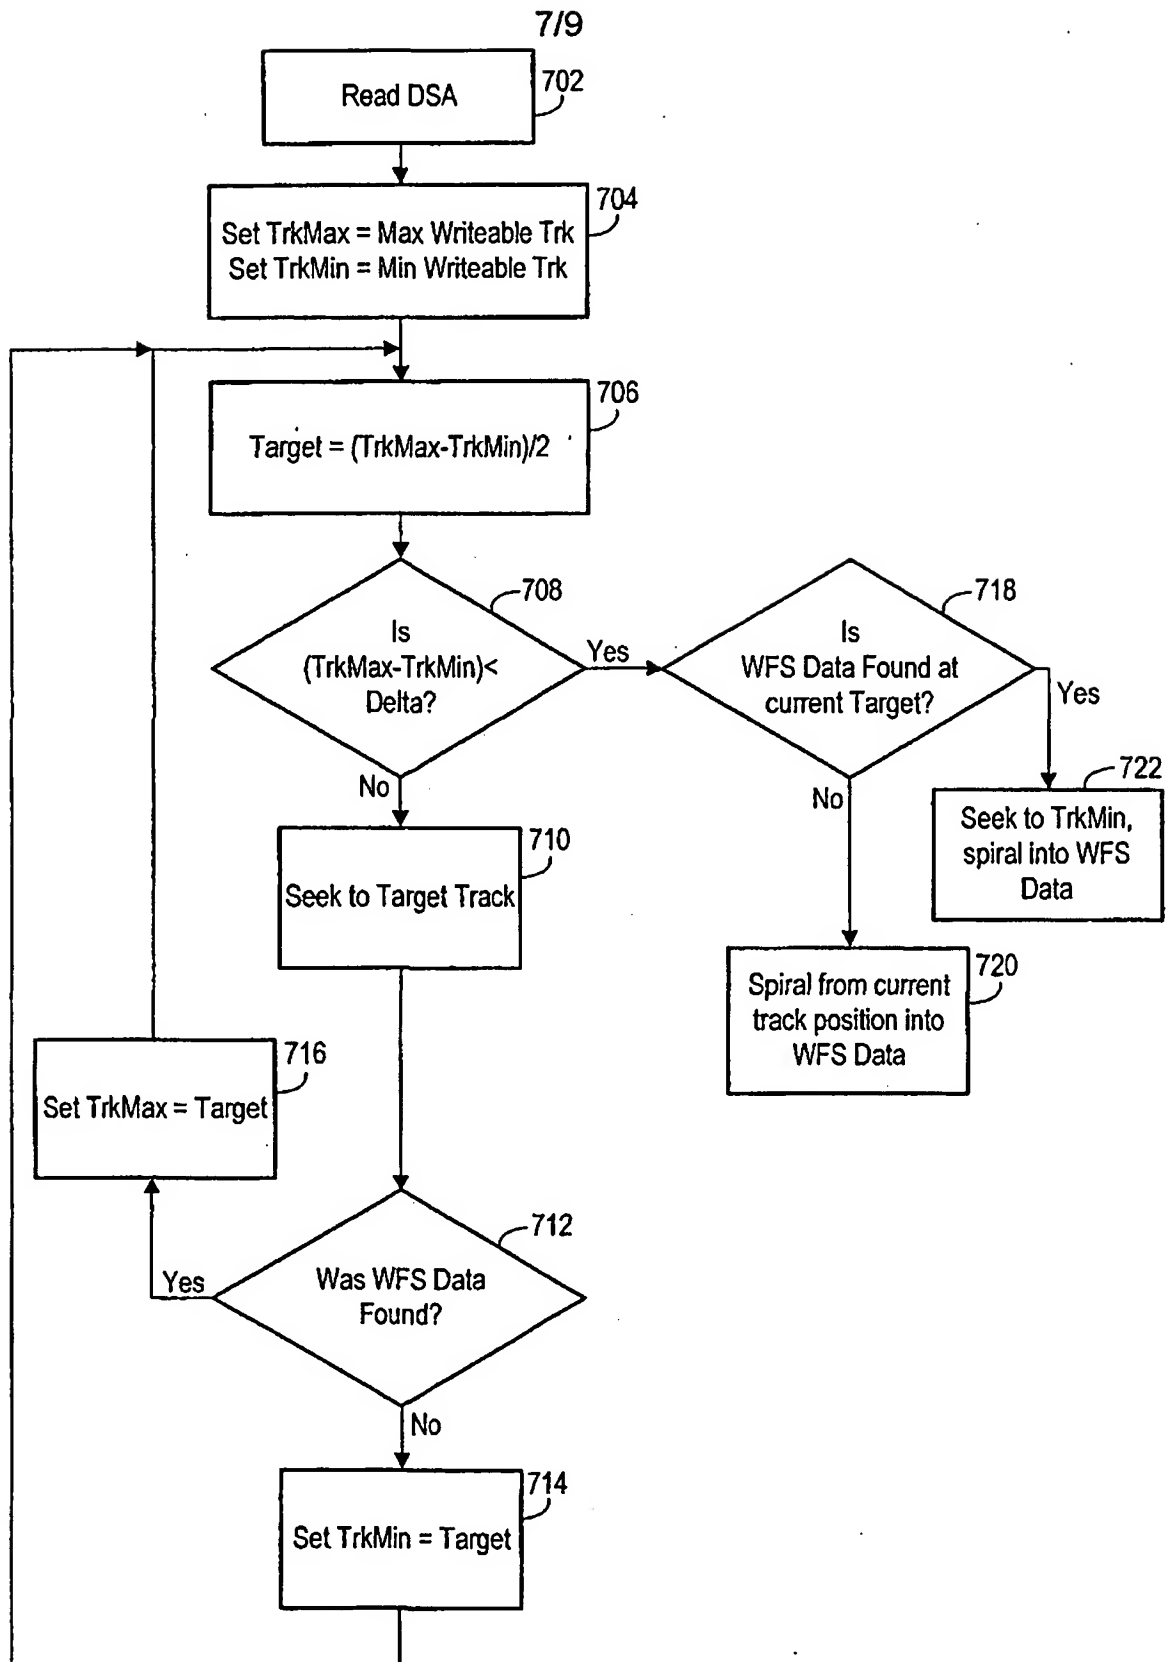 7/9
Read DSA
702
704
Set TrkMax = Max Writeable Trk
Set TrkMin = Min Writeable Trk
706
Target = (TrkMax-TrkMin)/2
708
Is
(TrkMax-TrkMin)<
Delta?
Yes
No
718
Is
WFS Data Found at
current Target?
Yes
No
722
Seek to TrkMin,
spiral into WFS
Data
710
Seek to Target Track
720
Spiral from current
track position into
WFS Data
716
Set TrkMax = Target
712
Was WFS Data
Found?
Yes
No
714
Set TrkMin = Target